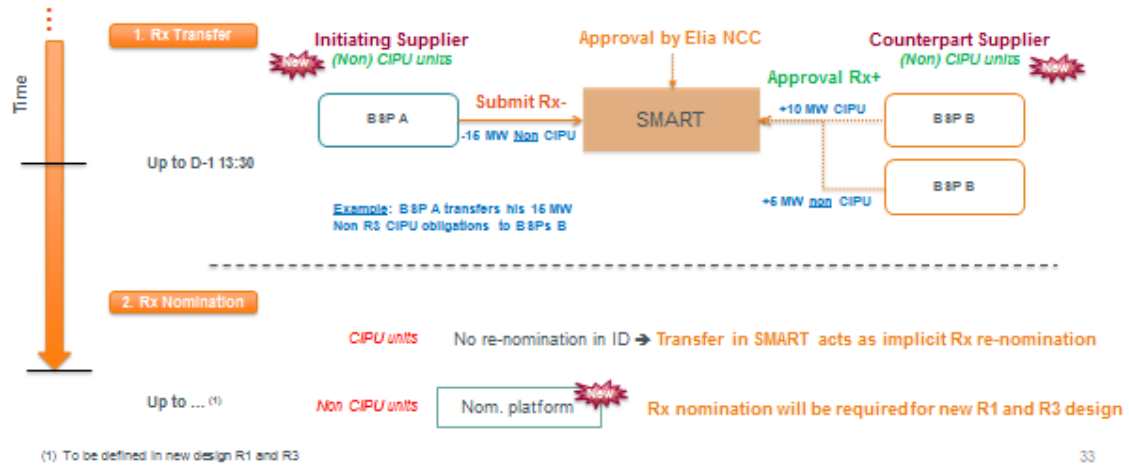 1. Rx Transfer
Initiating Supplier
(Non) CIPU units
New
Approval by Elia NCC
Counterpart Supplier
(Non) CIPU units
New
Approval Rx+
Time
BSP A
Submit Rx-
-15 MW Non CIPU
SMART
+10 MW CIPU
BSP B
Up to D-1 13:30
BSP B
+5 MW non CIPU
Example: BSP A transfers his 15 MW
Non R3 CIPU obligations to BSPs B
2. Rx Nomination
CIPU units
No re-nomination in ID ➔ Transfer in SMART acts as implicit Rx re-nomination
Up to ... (1)
Non CIPU units
Nom. platform
New
Rx nomination will be required for new R1 and R3 design
(1) To be defined in new design R1 and R3
33